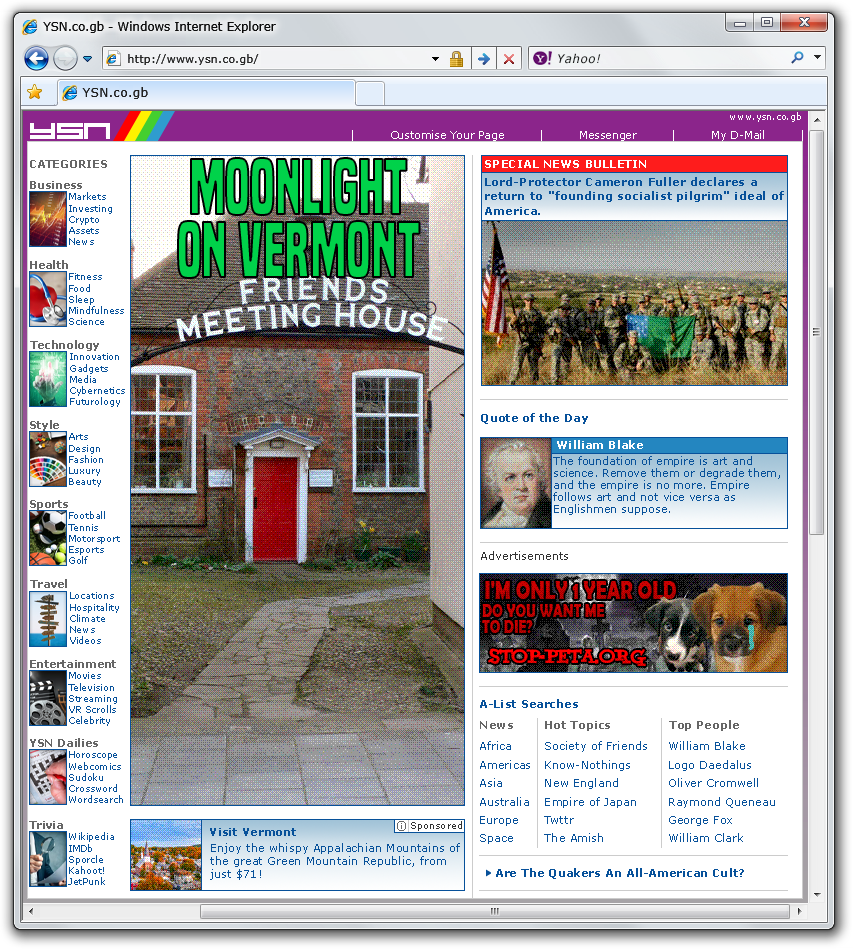 YSN.co.gb - Windows Internet Explorer
http://www.ysn.co.gb/
Yahoo!
YSN.co.gb
www.ysn.co.gb
ysn
Customise Your Page
Messenger
My D-Mail
CATEGORIES
Business
Markets
Investing
Crypto
Assets
News
Health
Fitness
Food
Sleep
Mindfulness
Science
Technology
Innovation
Gadgets
Media
Cybernetics
Futurology
Style
Arts
Design
Fashion
Luxury
Beauty
Sports
Football
Tennis
Motorsport
Esports
Golf
Travel
Locations
Hospitality
Climate
News
Videos
Entertainment
Movies
Television
Streaming
VR Scrolls
Celebrity
YSN Dailies
Horoscope
Webcomics
Sudoku
Crossword
Wordsearch
Trivia
Wikipedia
IMDb
Sporcle
Kahoot!
JetPunk
MOONLIGHT
ON VERMONT
FRIENDS
MEETING HOUSE
Sponsored
Visit Vermont
Enjoy the whispy Appalachian Mountains of
the great Green Mountain Republic, from
just $71!
SPECIAL NEWS BULLETIN
Lord-Protector Cameron Fuller declares a
return to "founding socialist pilgrim" ideal of
America.
Quote of the Day
William Blake
The foundation of empire is art and
science. Remove them or degrade them,
and the empire is no more. Empire
follows art and not vice versa as
Englishmen suppose.
Advertisements
I'M ONLY 1 YEAR OLD
DO YOU WANT ME
TO DIE?
STOP-PETA.ORG
A-List Searches
News
Africa
Americas
Asia
Australia
Europe
Space
Hot Topics
Society of Friends
Know-Nothings
New England
Empire of Japan
Twttr
The Amish
Top People
William Blake
Logo Daedalus
Oliver Cromwell
Raymond Queneau
George Fox
William Clark
Are The Quakers An All-American Cult?